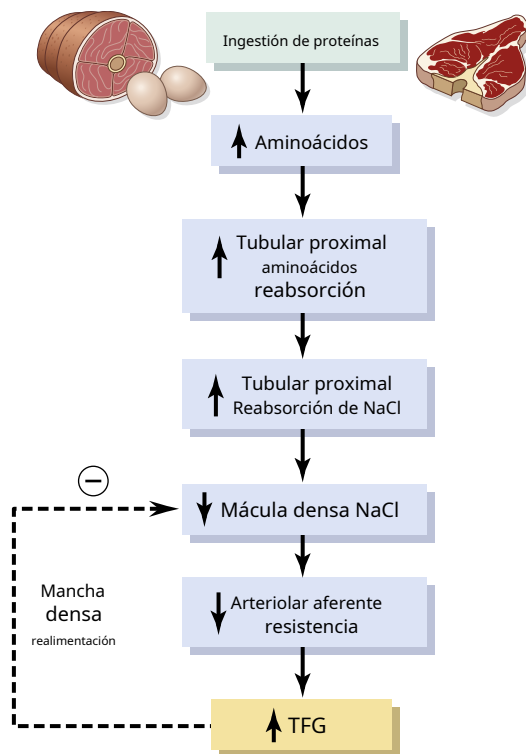 Ingestión de proteínas
Aminoácidos
Tubular proximal
aminoácidos
reabsorción
Tubular proximal
Reabsorción de NaCl
Mácula densa NaCl
Arteriolar aferente
resistencia
TFG
Mancha
densa
realimentación